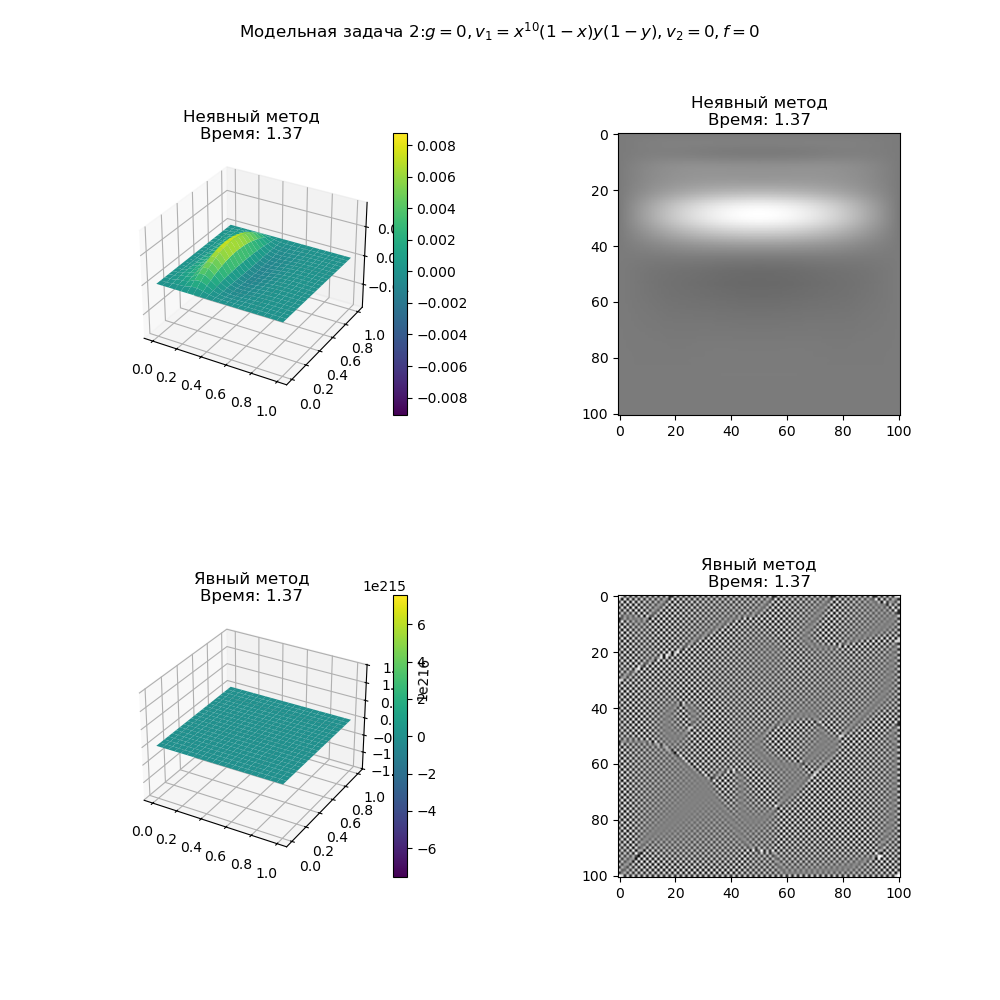 Модельная задача 2:g = 0, v₁ = x¹⁰(1 − x)y(1 − y), v₂ = 0, f = 0
Неявный метод
Время: 1.37
0.0 0.2 0.4 0.6 0.8 1.0
0.0 0.2 0.4 0.6 0.8 1.0
0.008
0.006
0.004
0.002
0.000
−0.002
−0.004
−0.006
−0.008
Неявный метод
Время: 1.37
0
20
40
60
80
100
0 20 40 60 80 100
Явный метод
Время: 1.37
0.0 0.2 0.4 0.6 0.8 1.0
0.0 0.2 0.4 0.6 0.8 1.0
1e215
6
4
2
0
−2
−4
−6
Явный метод
Время: 1.37
0
20
40
60
80
100
0 20 40 60 80 100